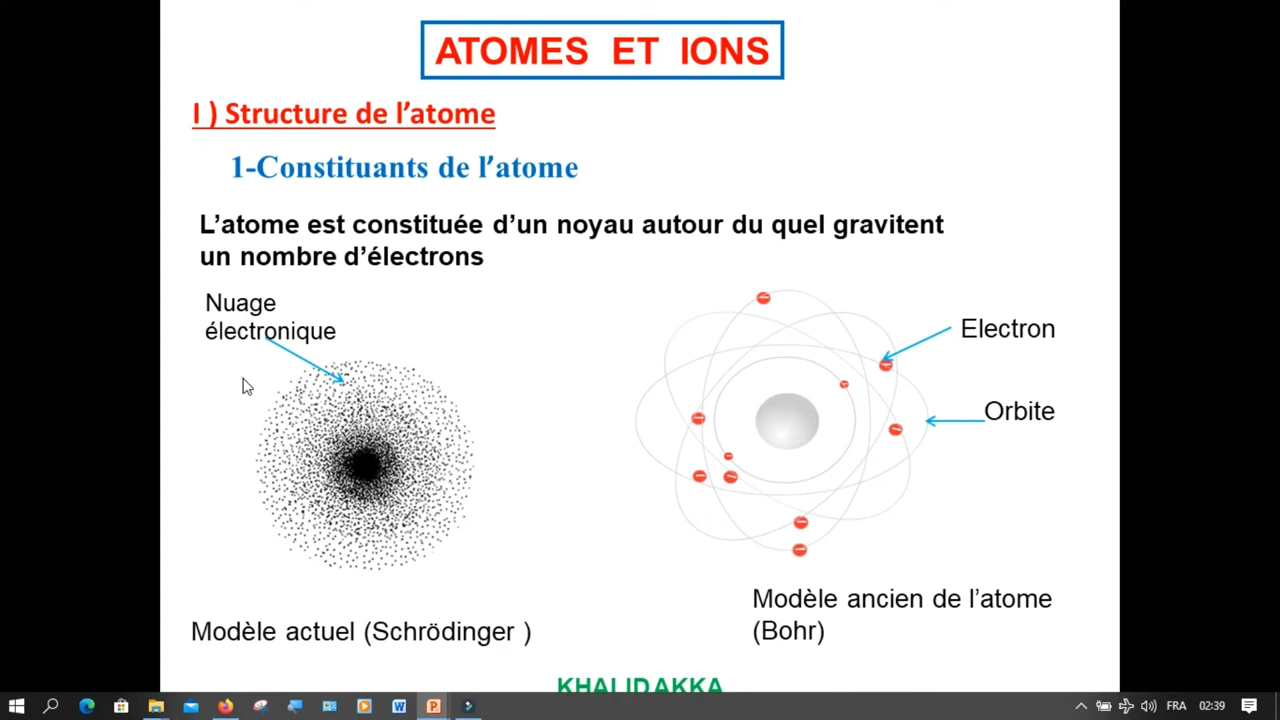 ATOMES ET IONS
I ) Structure de l’atome
1-Constituants de l’atome
L’atome est constituée d’un noyau autour du quel gravitent
un nombre d’électrons
Nuage
électronique
Electron
Orbite
Modèle actuel (Schrödinger )
Modèle ancien de l’atome
(Bohr)
KHALIDAKKA
FRA
02:39